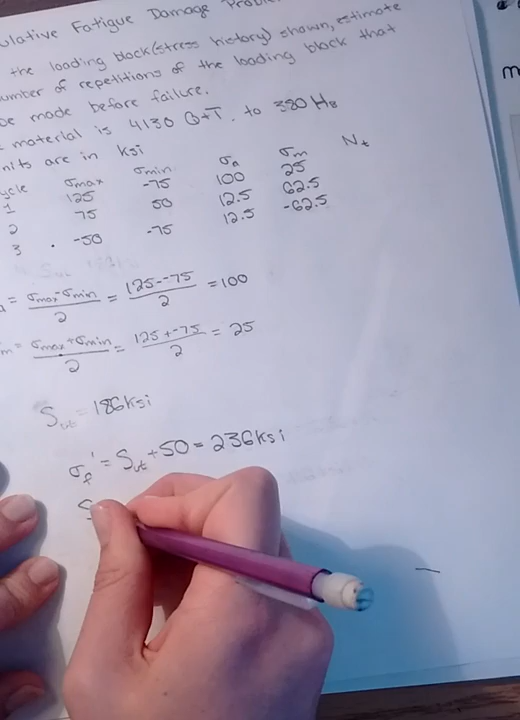 ulative Fatigue Damage Proble
the loading block (stress history) shown, estimate
umber of repetitions of the loading block that
be made before failure.
material is 4130 Q+T. to 380 HB
nits are in ksi
ycle σmax σmin σa σm Nt
1 125 -75 100 25
2 75 50 12.5 62.5
3 . -50 -75 12.5 -62.5
= σmax-σmin/2 = 125--75/2 = 100
m = σmax+σmin/2 = 125+-75/2 = 25
Sut = 186ksi
σf' = Sut+50 = 236ksi
S
m